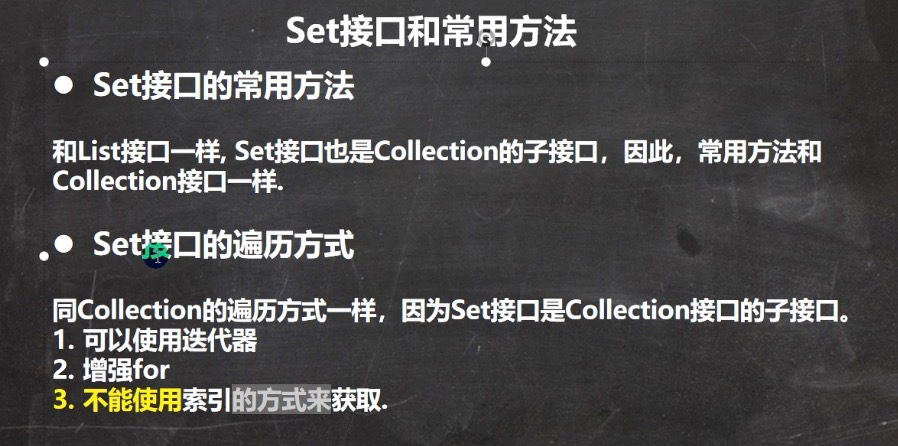 Set接口和常用方法
● Set接口的常用方法
和List接口一样, Set接口也是Collection的子接口，因此，常用方法和
Collection接口一样.
● Set接口的遍历方式
同Collection的遍历方式一样，因为Set接口是Collection接口的子接口。
1. 可以使用迭代器
2. 增强for
3. 不能使用索引的方式来获取.